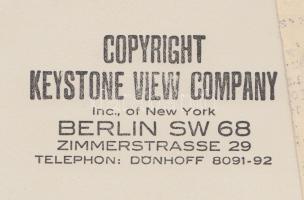 COPYRIGHT
KEYSTONE VIEW COMPANY
Inc., of New York
BERLIN SW 68
ZIMMERSTRASSE 29
TELEPHON: DÖNHOFF 8091-92